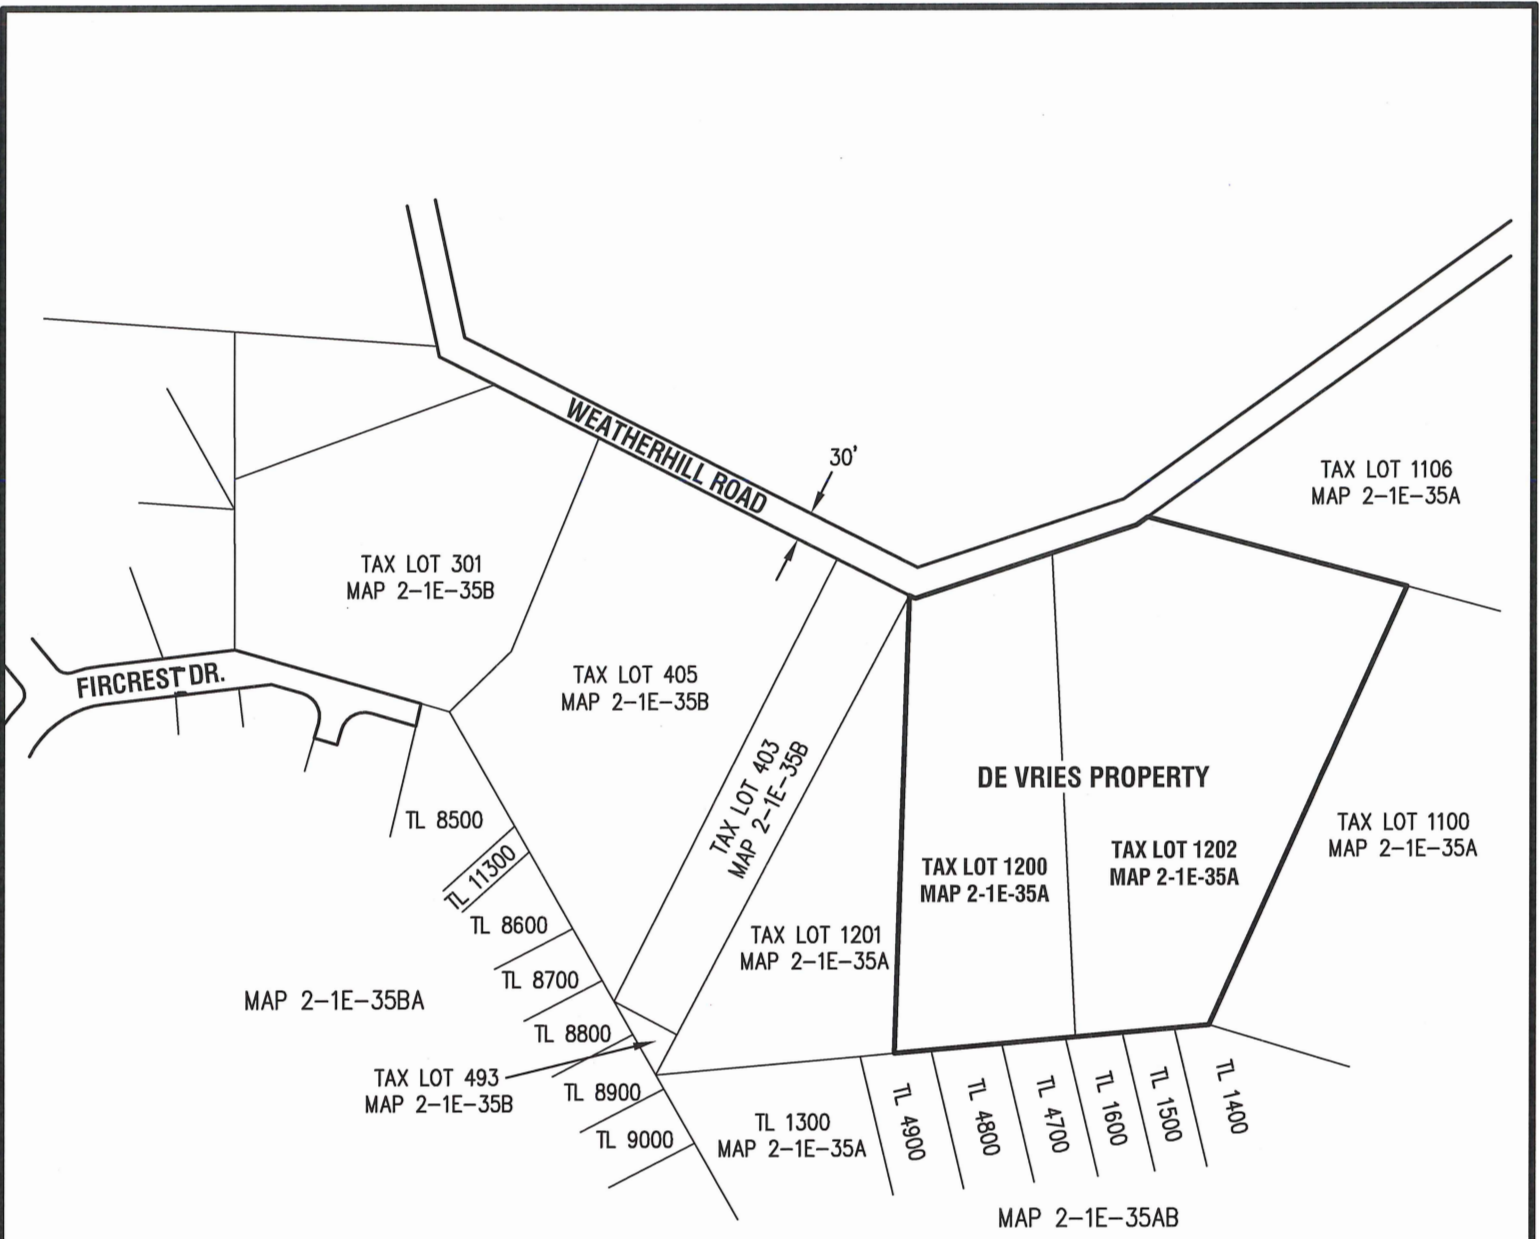 WEATHERHILL ROAD
30'
TAX LOT 1106
MAP 2-1E-35A
TAX LOT 301
MAP 2-1E-35B
FIRCREST DR.
TAX LOT 405
MAP 2-1E-35B
TAX LOT 403
MAP 2-1E-35B
DE VRIES PROPERTY
TAX LOT 1200
MAP 2-1E-35A
TAX LOT 1202
MAP 2-1E-35A
TAX LOT 1100
MAP 2-1E-35A
TL 8500
TL 11300
TL 8600
TAX LOT 1201
MAP 2-1E-35A
TL 8700
MAP 2-1E-35BA
TL 8800
TAX LOT 493
MAP 2-1E-35B
TL 8900
TL 9000
TL 1300
MAP 2-1E-35A
TL 4900
TL 4800
TL 4700
TL 1600
TL 1500
TL 1400
MAP 2-1E-35AB